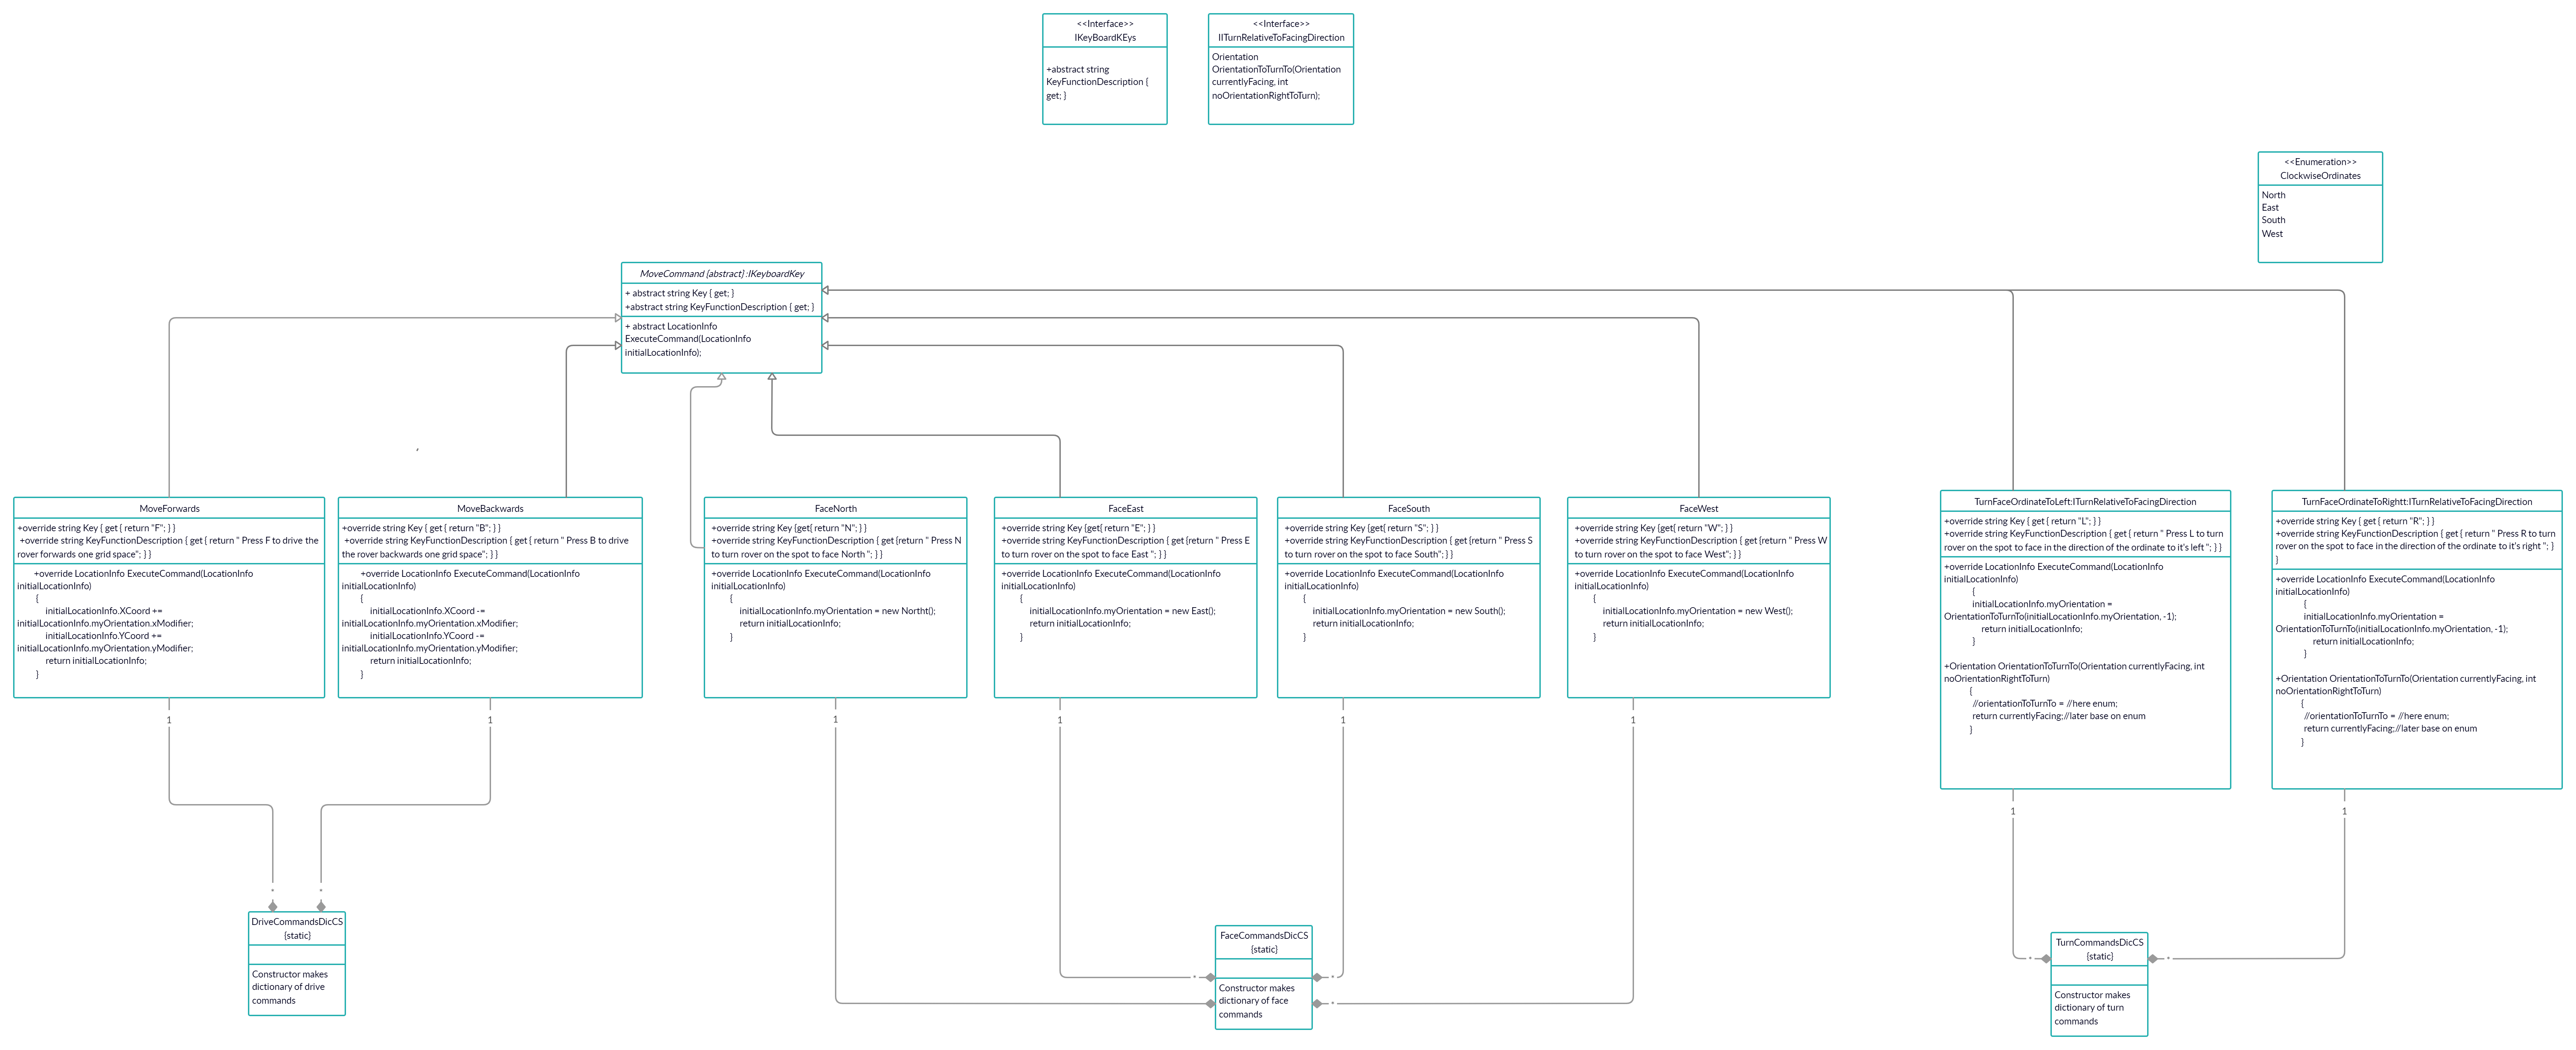 <<Interface>>
IKeyBoardKEys
+abstract string
KeyFunctionDescription {
get; }
<<Interface>>
IITurnRelativeToFacingDirection
Orientation
OrientationToTurnTo(Orientation
currentlyFacing, int
noOrientationRightToTurn);
<<Enumeration>>
ClockwiseOrdinates
North
East
South
West
MoveCommand {abstract} :IKeyboardKey
+ abstract string Key { get; }
+abstract string KeyFunctionDescription { get; }
+ abstract LocationInfo
ExecuteCommand(LocationInfo
initialLocationInfo);
MoveForwards
+override string Key { get { return "F"; } }
+override string KeyFunctionDescription { get { return " Press F to drive the
rover forwards one grid space"; } }
+override LocationInfo ExecuteCommand(LocationInfo
initialLocationInfo)
{
initialLocationInfo.XCoord +=
initialLocationInfo.myOrientation.xModifier;
initialLocationInfo.YCoord +=
initialLocationInfo.myOrientation.yModifier;
return initialLocationInfo;
}
MoveBackwards
+override string Key { get { return "B"; } }
+override string KeyFunctionDescription { get { return " Press B to drive
the rover backwards one grid space"; } }
+override LocationInfo ExecuteCommand(LocationInfo
initialLocationInfo)
{
initialLocationInfo.XCoord -=
initialLocationInfo.myOrientation.xModifier;
initialLocationInfo.YCoord -=
initialLocationInfo.myOrientation.yModifier;
return initialLocationInfo;
}
FaceNorth
+override string Key {get{ return "N"; } }
+override string KeyFunctionDescription { get {return " Press N
to turn rover on the spot to face North "; } }
+override LocationInfo ExecuteCommand(LocationInfo
initialLocationInfo)
{
initialLocationInfo.myOrientation = new Northt();
return initialLocationInfo;
}
FaceEast
+override string Key {get{ return "E"; } }
+override string KeyFunctionDescription { get {return " Press E
to turn rover on the spot to face East "; } }
+override LocationInfo ExecuteCommand(LocationInfo
initialLocationInfo)
{
initialLocationInfo.myOrientation = new East();
return initialLocationInfo;
}
FaceSouth
+override string Key {get{ return "S"; } }
+override string KeyFunctionDescription { get {return " Press S
to turn rover on the spot to face South"; } }
+override LocationInfo ExecuteCommand(LocationInfo
initialLocationInfo)
{
initialLocationInfo.myOrientation = new South();
return initialLocationInfo;
}
FaceWest
+override string Key {get{ return "W"; } }
+override string KeyFunctionDescription { get {return " Press W
to turn rover on the spot to face West"; } }
+override LocationInfo ExecuteCommand(LocationInfo
initialLocationInfo)
{
initialLocationInfo.myOrientation = new West();
return initialLocationInfo;
}
TurnFaceOrdinateToLeft:ITurnRelativeToFacingDirection
+override string Key { get { return "L"; } }
+override string KeyFunctionDescription { get { return " Press L to turn
rover on the spot to face in the direction of the ordinate to it's left "; } }
+override LocationInfo ExecuteCommand(LocationInfo
initialLocationInfo)
{
initialLocationInfo.myOrientation =
OrientationToTurnTo(initialLocationInfo.myOrientation, -1);
return initialLocationInfo;
}
+Orientation OrientationToTurnTo(Orientation currentlyFacing, int
noOrientationRightToTurn)
{
//orientationToTurnTo = //here enum;
return currentlyFacing;//later base on enum
}
TurnFaceOrdinateToRightt:ITurnRelativeToFacingDirection
+override string Key { get { return "R"; } }
+override string KeyFunctionDescription { get { return " Press R to turn
rover on the spot to face in the direction of the ordinate to it's right "; }
}
+override LocationInfo ExecuteCommand(LocationInfo
initialLocationInfo)
{
initialLocationInfo.myOrientation =
OrientationToTurnTo(initialLocationInfo.myOrientation, -1);
return initialLocationInfo;
}
+Orientation OrientationToTurnTo(Orientation currentlyFacing, int
noOrientationRightToTurn)
{
//orientationToTurnTo = //here enum;
return currentlyFacing;//later base on enum
}
1
1
1
1
1
1
1
1
*
*
DriveCommandsDicCS
{static}
Constructor makes
dictionary of drive
commands
FaceCommandsDicCS
{static}
*
*
*
Constructor makes
dictionary of face
commands
TurnCommandsDicCS
{static}
*
*
Constructor makes
dictionary of turn
commands